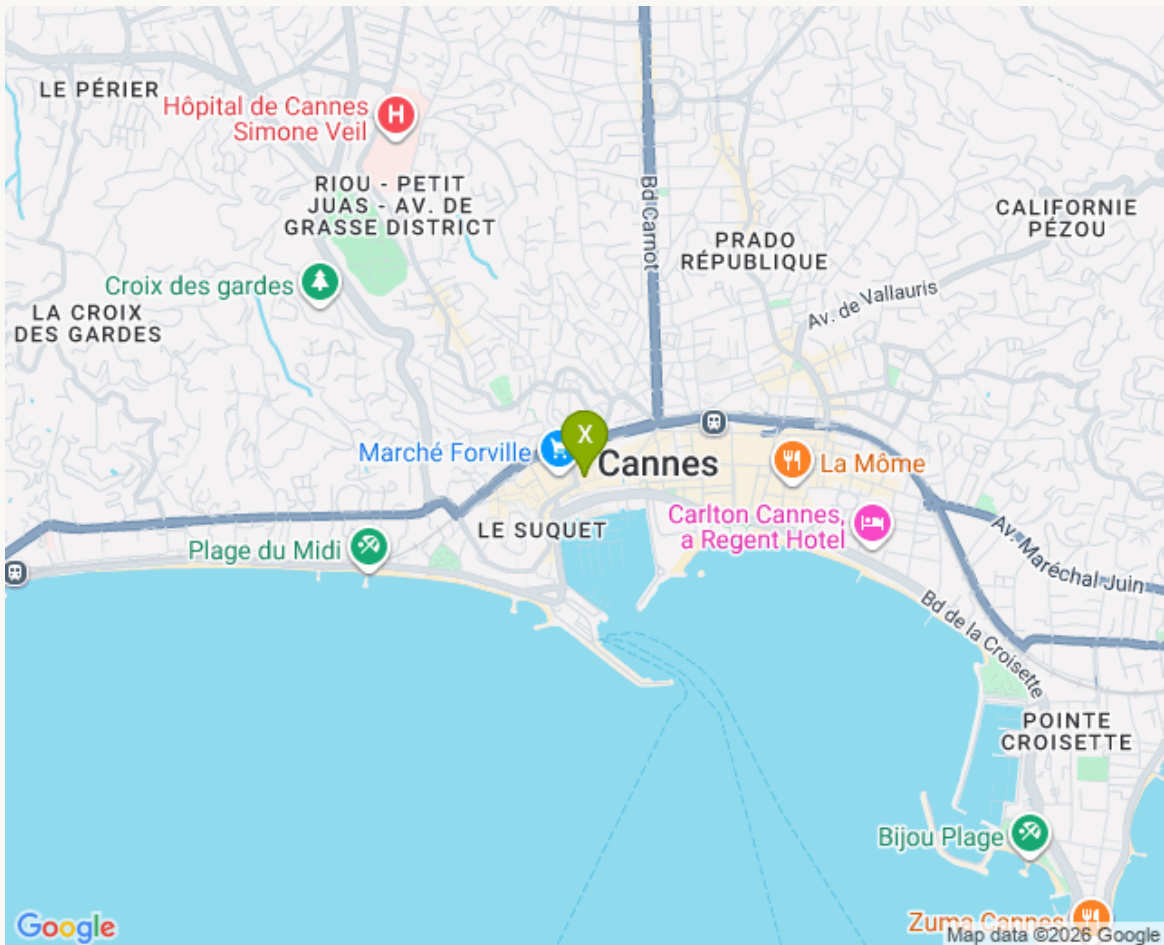 LE PÉRIER
Hôpital de Cannes
Simone Veil
H
RIOU - PETIT
JUAS - AV. DE
GRASSE DISTRICT
Bd Carnot
CALIFORNIE
PÉZOU
PRADO
RÉPUBLIQUE
Croix des gardes
Av. de Vallauris
LA CROIX
DES GARDES
X
Marché Forville
Cannes
La Môme
LE SUQUET
Carlton Cannes,
a Regent Hotel
Plage du Midi
Av. Maréchal Juin
Bd de la Croisette
POINTE
CROISETTE
Bijou Plage
Zuma Cannes
Google
Map data ©2026 Google